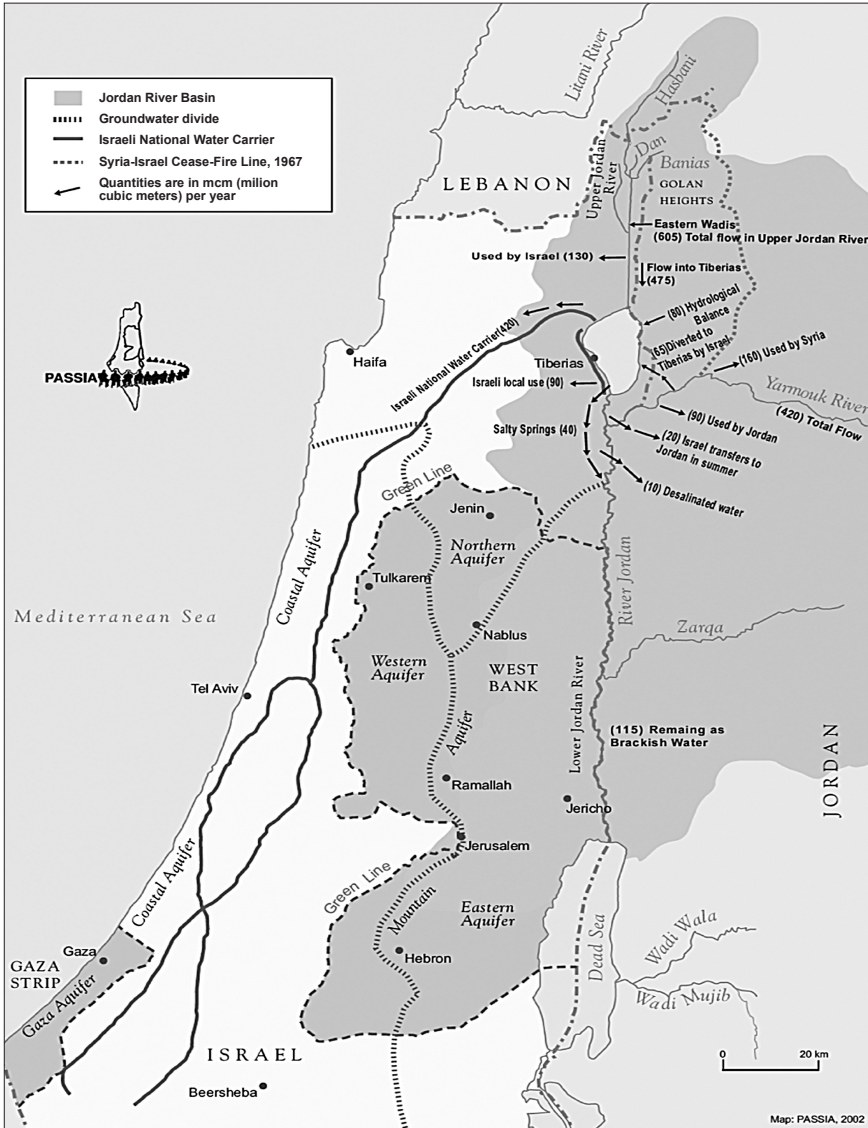 Jordan River Basin
Groundwater divide
Israeli National Water Carrier
Syria-Israel Cease-Fire Line, 1967
Quantities are in mcm (milion
cubic meters) per year
Litani River
Hasbani
Dan
Banias
Upper Jordan
River
GOLAN
HEIGHTS
LEBANON
Eastern Wadis
(605) Total flow in Upper Jordan River
Used by Israel (130)
Flow into Tiberias
(475)
(80) Hydrological
Balance
(65)Diverted to
Tiberias by Israel
(160) Used by Syria
Yarmouk River
(420) Total Flow
(90) Used by Jordan
(20) Israel transfers to
Jordan in summer
(10) Desalinated water
Israeli National Water Carrier(420)
Haifa
Tiberias
Israeli local use (90)
Salty Springs (40)
PASSIA
Green Line
Jenin
Northern
Aquifer
Tulkarem
Nablus
Coastal Aquifer
Mediterranean Sea
Western
Aquifer
WEST
BANK
River Jordan
Zarqa
Tel Aviv
Aquifer
Lower Jordan River
(115) Remaing as
Brackish Water
JORDAN
Ramallah
Jericho
Jerusalem
Green Line
Mountain
Eastern
Aquifer
Coastal Aquifer
Hebron
Dead Sea
Wadi Wala
Wadi Mujib
Gaza
GAZA
STRIP
Gaza Aquifer
ISRAEL
Beersheba
0 20 km
Map: PASSIA, 2002